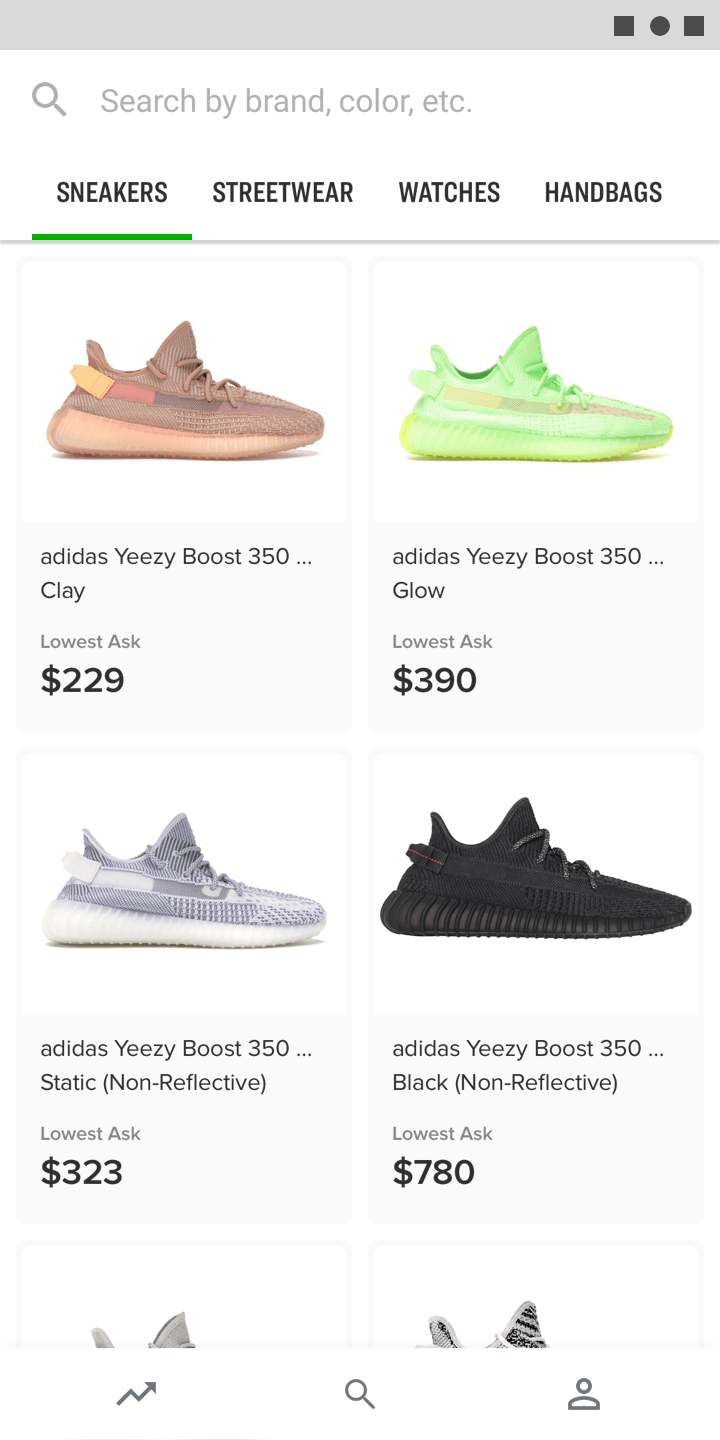 Search by brand, color, etc.
SNEAKERS STREETWEAR WATCHES HANDBAGS
adidas Yeezy Boost 350 ...
Clay
Lowest Ask
$229
adidas Yeezy Boost 350 ...
Glow
Lowest Ask
$390
adidas Yeezy Boost 350 ...
Static (Non-Reflective)
Lowest Ask
$323
adidas Yeezy Boost 350 ...
Black (Non-Reflective)
Lowest Ask
$780